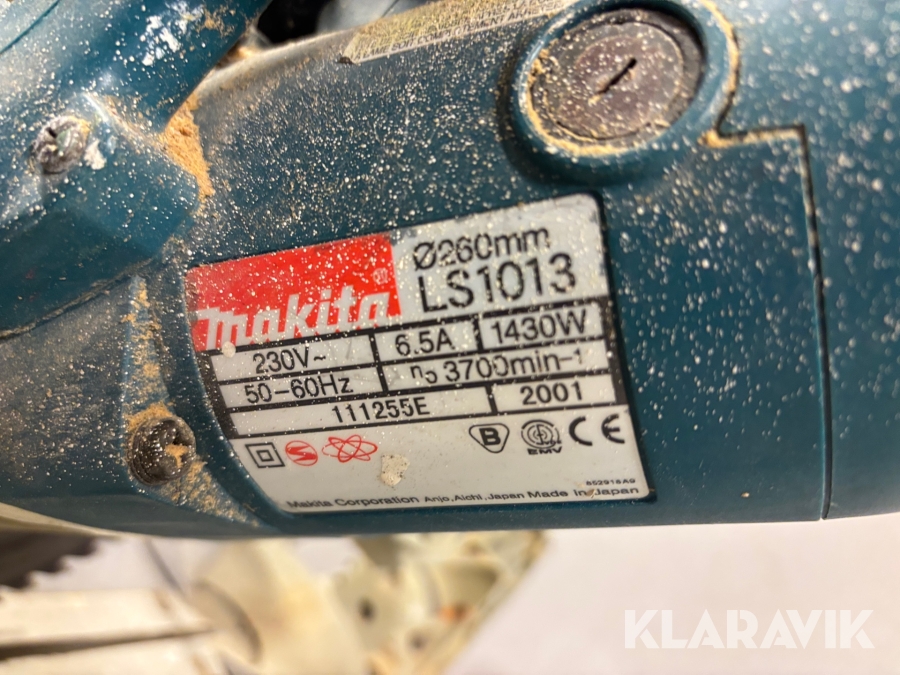 KLARAVIK
Ø260mm
makita® LS1013
230V~ 6.5A 1430W
50-60Hz n₀ 3700min⁻¹
111255E 2001
B EMV CE
852918A9
Makita Corporation Anjo, Aichi, Japan Made in Japan
KLARAVIK